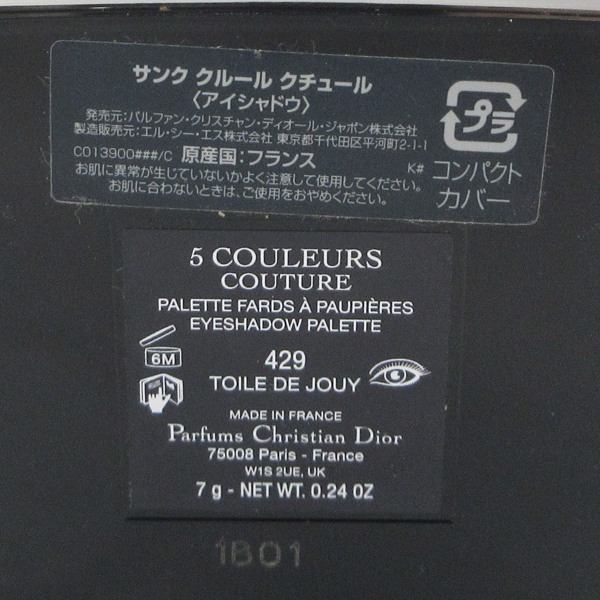 サンク クルール クチュール
〈アイシャドウ〉
発売元:パルファン・クリスチャン・ディオール・ジャポン株式会社
製造販売元:エル・シー・エス株式会社 東京都千代田区平河町2-1-1
C013900###/C 原産国:フランス K#
お肌に異常が生じていないかよく注意して使用してください。
お肌に合わないときは、ご使用をおやめください。
プラ
コンパクト
カバー
5 COULEURS
COUTURE
PALETTE FARDS À PAUPIÈRES
EYESHADOW PALETTE
6M
429
TOILE DE JOUY
MADE IN FRANCE
Parfums Christian Dior
75008 Paris - France
W1S 2UE, UK
7 g - NET WT. 0.24 OZ
1B01